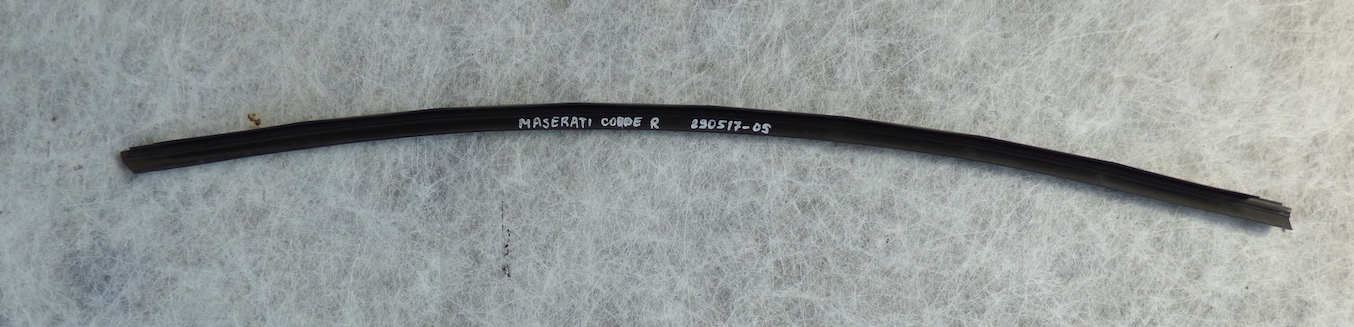 MASERATI COUPE R 290517-05